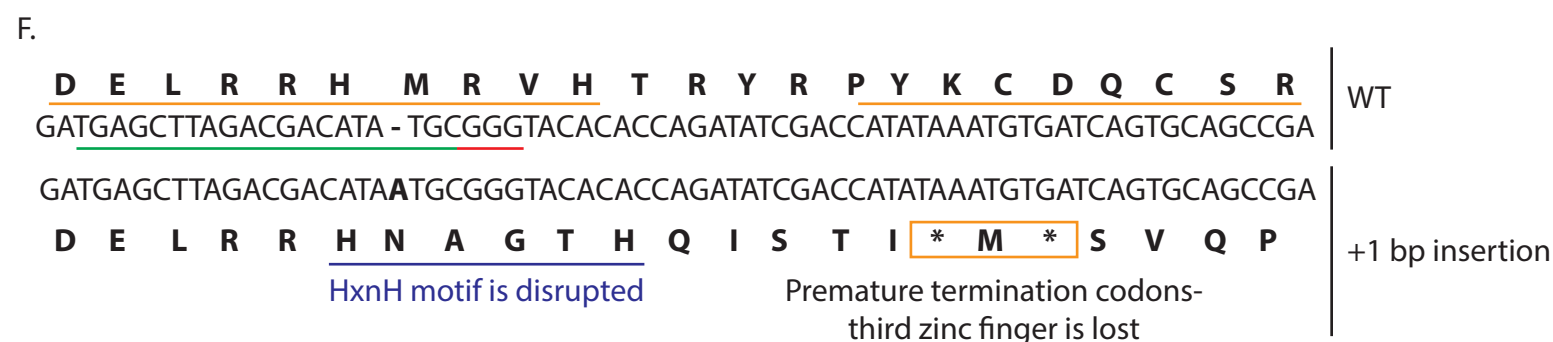 F.
D E L R R H M R V H T R Y R P Y K C D Q C S R
GATGAGCTTAGACGACATA - TGCGGGTACACACCAGATATCGACCATATAAATGTGATCAGTGCAGCCGA
WT
GATGAGCTTAGACGACATAATGCGGGTACACACCAGATATCGACCATATAAATGTGATCAGTGCAGCCGA
D E L R R H N A G T H Q I S T I * M * S V Q P
+1 bp insertion
HxnH motif is disrupted
Premature termination codons-
third zinc finger is lost